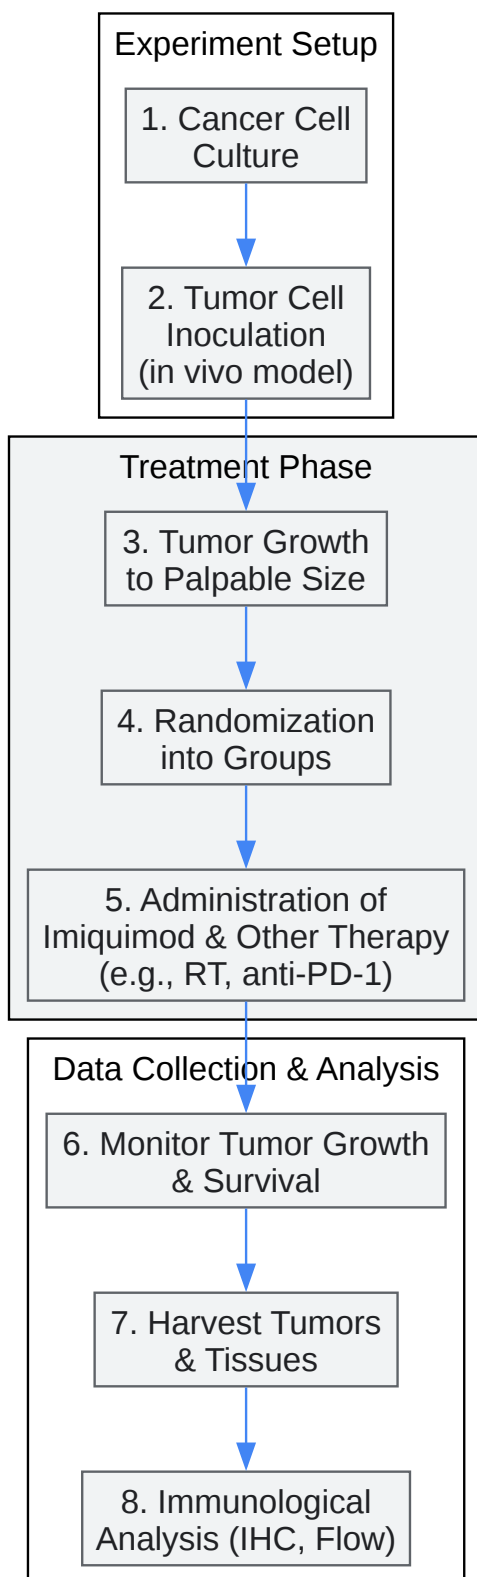 Experiment Setup
1. Cancer Cell
Culture
2. Tumor Cell
Inoculation
(in vivo model)
Treatment Phase
3. Tumor Growth
to Palpable Size
4. Randomization
into Groups
5. Administration of
Imiquimod & Other Therapy
(e.g., RT, anti-PD-1)
Data Collection & Analysis
6. Monitor Tumor Growth
& Survival
7. Harvest Tumors
& Tissues
8. Immunological
Analysis (IHC, Flow)